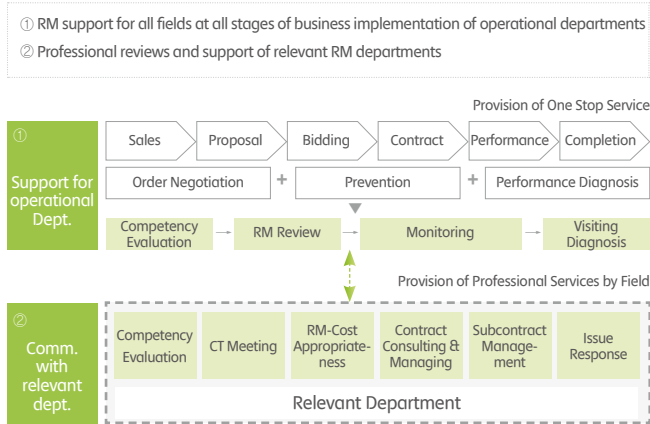 ① RM support for all fields at all stages of business implementation of operational departments
② Professional reviews and support of relevant RM departments
Provision of One Stop Service
①
Support for
operational
Dept.
Sales
Proposal
Bidding
Contract
Performance
Completion
Order Negotiation
+
Prevention
+
Performance Diagnosis
Competency
Evaluation
RM Review
Monitoring
Visiting
Diagnosis
Provision of Professional Services by Field
②
Comm.
with
relevant
dept.
Competency
Evaluation
CT Meeting
RM-Cost
Appropriate-
ness
Contract
Consulting &
Managing
Subcontract
Manage-
ment
Issue
Response
Relevant Department